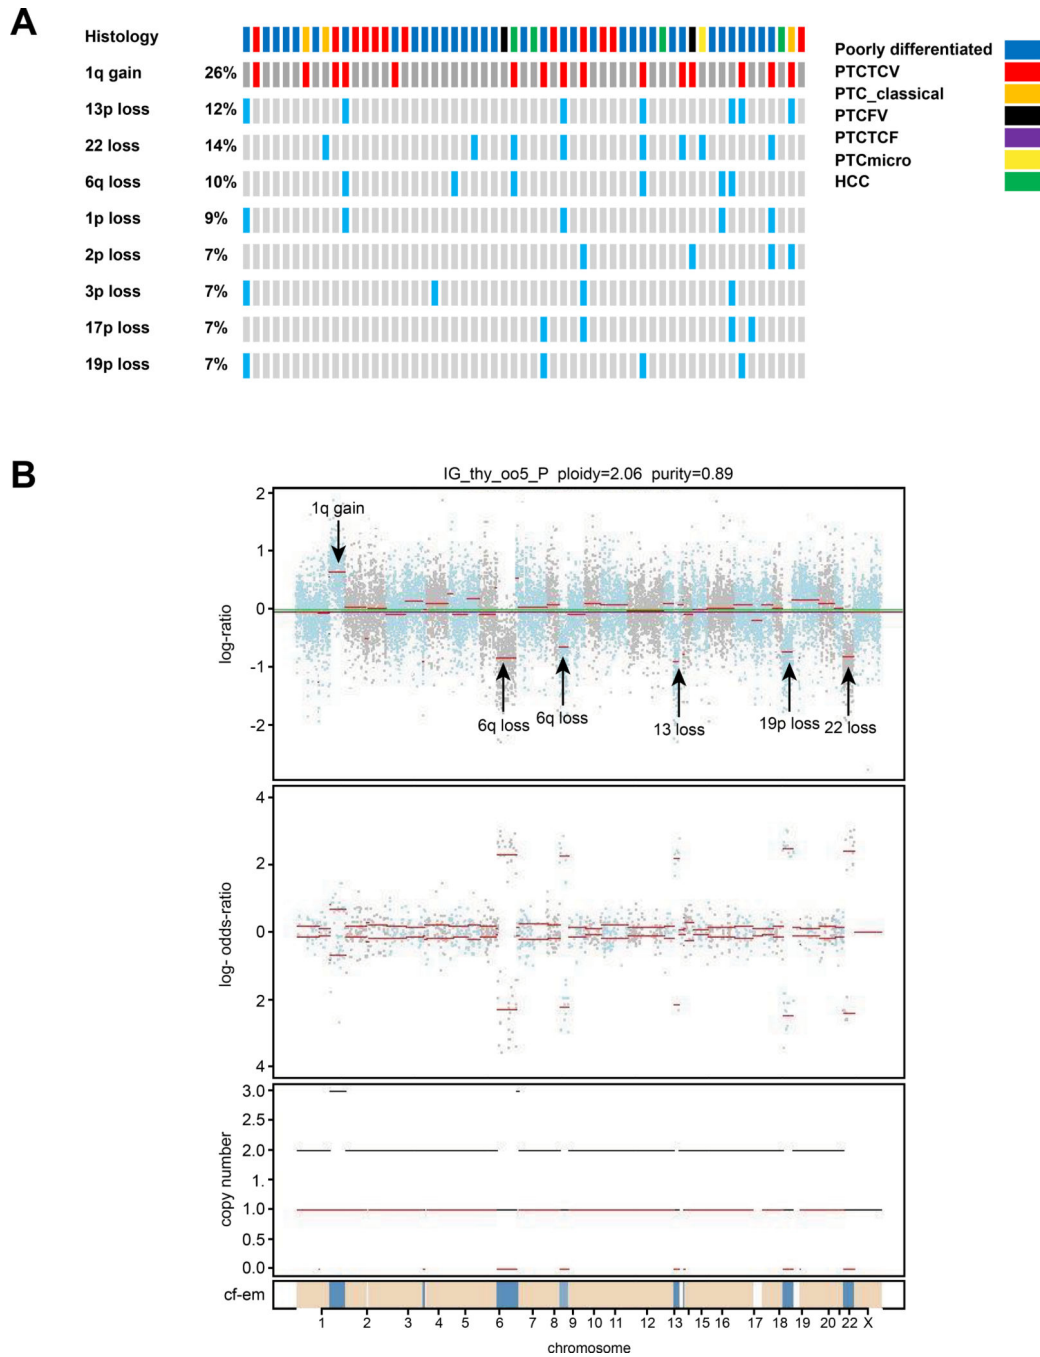 A
Histology
1q gain 26%
13p loss 12%
22 loss 14%
6q loss 10%
1p loss 9%
2p loss 7%
3p loss 7%
17p loss 7%
19p loss 7%
Poorly differentiated
PTCTCV
PTC_classical
PTCFV
PTCTCF
PTCmicro
HCC
B
IG_thy_oo5_P ploidy=2.06 purity=0.89
2
1
0
-1
-2
log-ratio
1q gain
6q loss
6q loss
13 loss
19p loss
22 loss
4
2
0
2
4
log- odds-ratio
3.0
2.5
2.0
1.
1.0
0.5
0.0
copy number
cf-em
1 2 3 4 5 6 7 8 9 10 11 12 13 15 16 17 18 19 20 22 X
chromosome